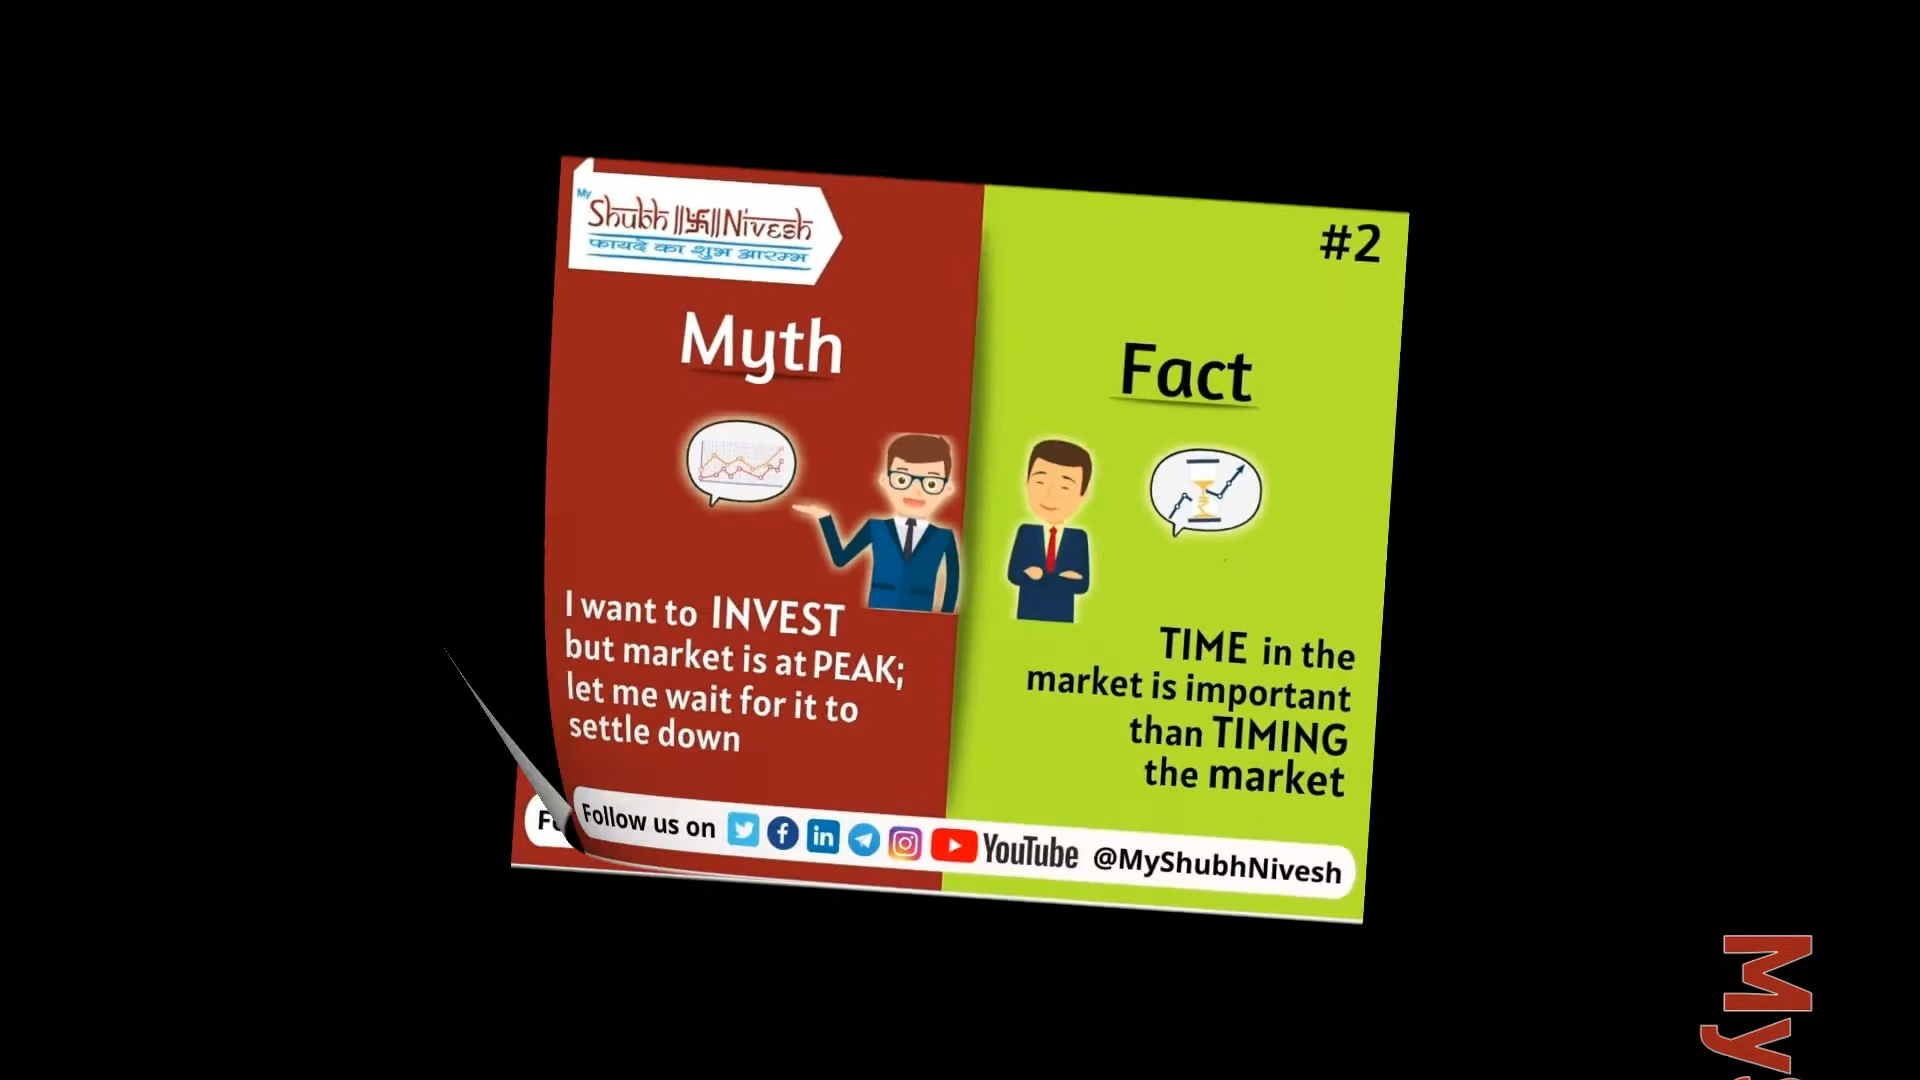 My
Shubh ||卐|| Nivesh
फायदे का शुभ आरम्भ
#2
Myth
Fact
I want to INVEST
but market is at PEAK;
let me wait for it to
settle down
TIME in the
market is important
than TIMING
the market
Follow us on YouTube @MyShubhNivesh
My